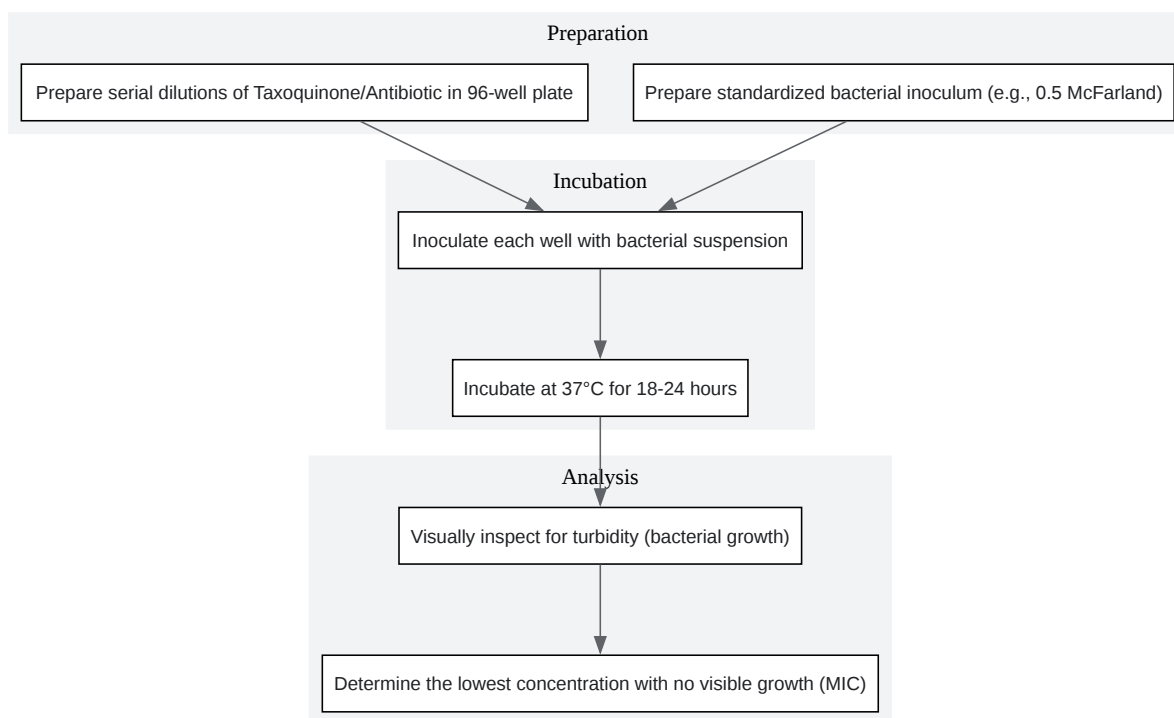 Preparation
Prepare serial dilutions of Taxoquinone/Antibiotic in 96-well plate
Prepare standardized bacterial inoculum (e.g., 0.5 McFarland)
Incubation
Inoculate each well with bacterial suspension
Incubate at 37°C for 18-24 hours
Analysis
Visually inspect for turbidity (bacterial growth)
Determine the lowest concentration with no visible growth (MIC)